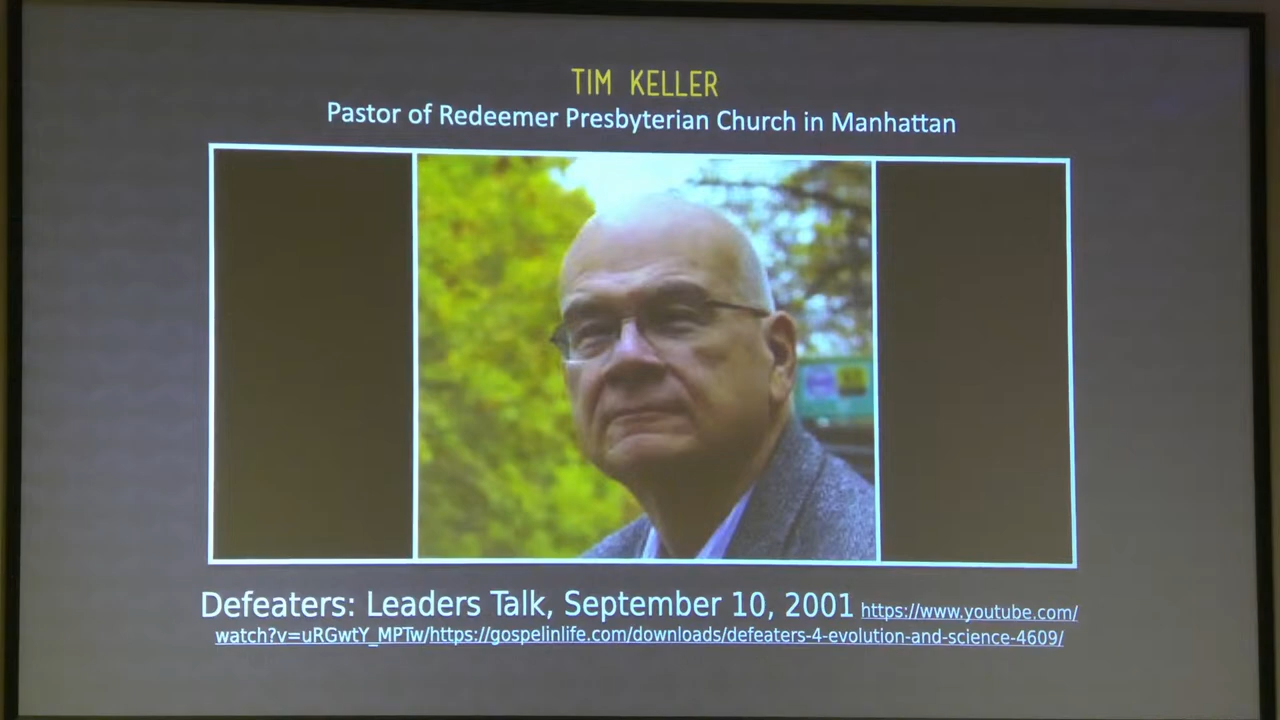 TIM KELLER
Pastor of Redeemer Presbyterian Church in Manhattan
Defeaters: Leaders Talk, September 10, 2001 https://www.youtube.com/
watch?v=uRGwtY_MPTw/https://gospelinlife.com/downloads/defeaters-4-evolution-and-science-4609/